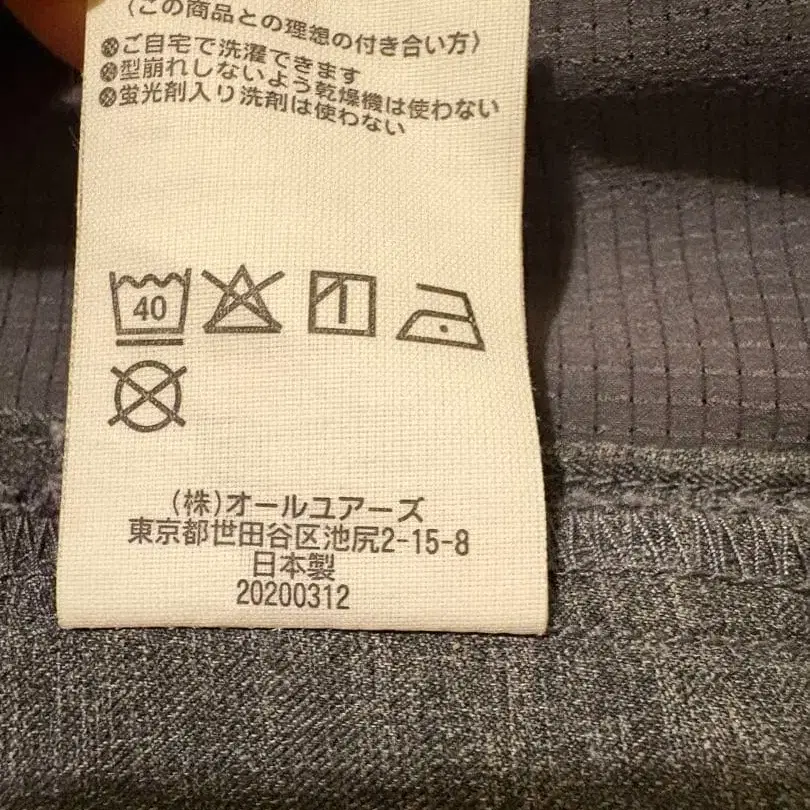 (この商品との理想の付き合い方)
※ご自宅で洗濯できます
※型崩れしないよう乾燥機は使わない
※蛍光剤入り洗剤は使わない
40
(株)オールユアーズ
東京都世田谷区池尻2-15-8
日本製
20200312